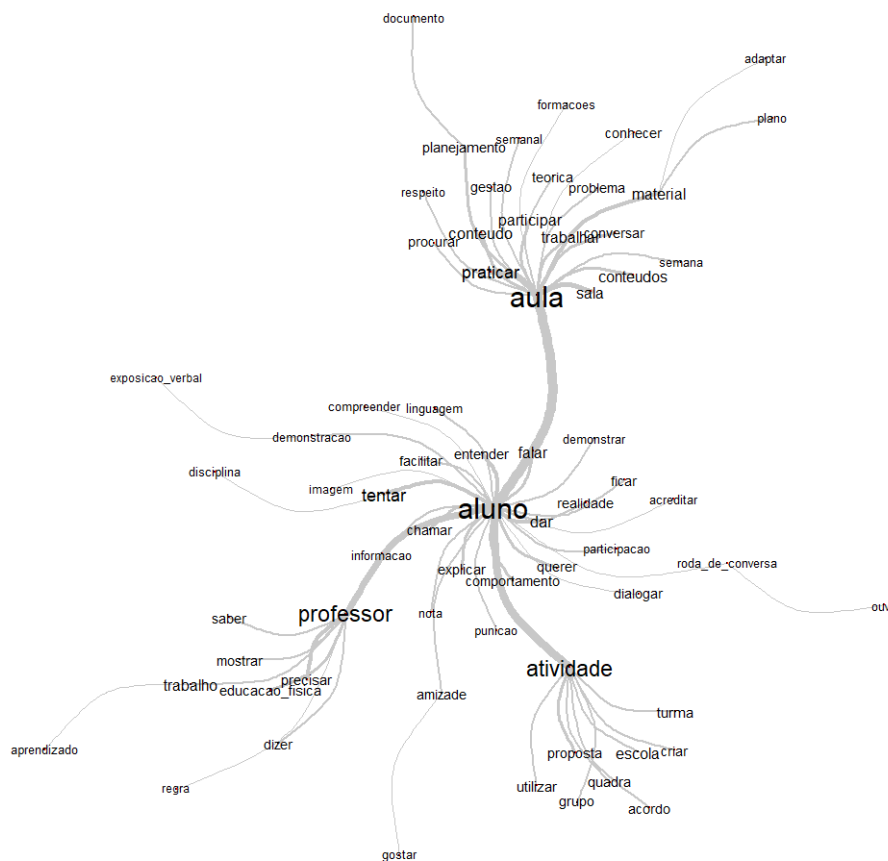 documento
adaptar
formacoes
plano
conhecer
semanal
planejamento
teorica
problema
gestao
respeito
material
participar
conteudo
trabalhar
conversar
procurar
semana
praticar
conteudos
sala
aula
exposicao_verbal
compreender
linguagem
demonstracao
demonstrar
entender
falar
facilitar
disciplina
ficar
imagem
tentar
realidade
acreditar
aluno
dar
chamar
participacao
informacao
roda_de_conversa
explicar
querer
comportamento
dialogar
ouv
professor
nota
saber
punicao
mostrar
atividade
precisar
trabalho
educacao_fisica
amizade
turma
dizer
aprendizado
proposta
escola
criar
regra
utilizar
quadra
grupo
acordo
gostar